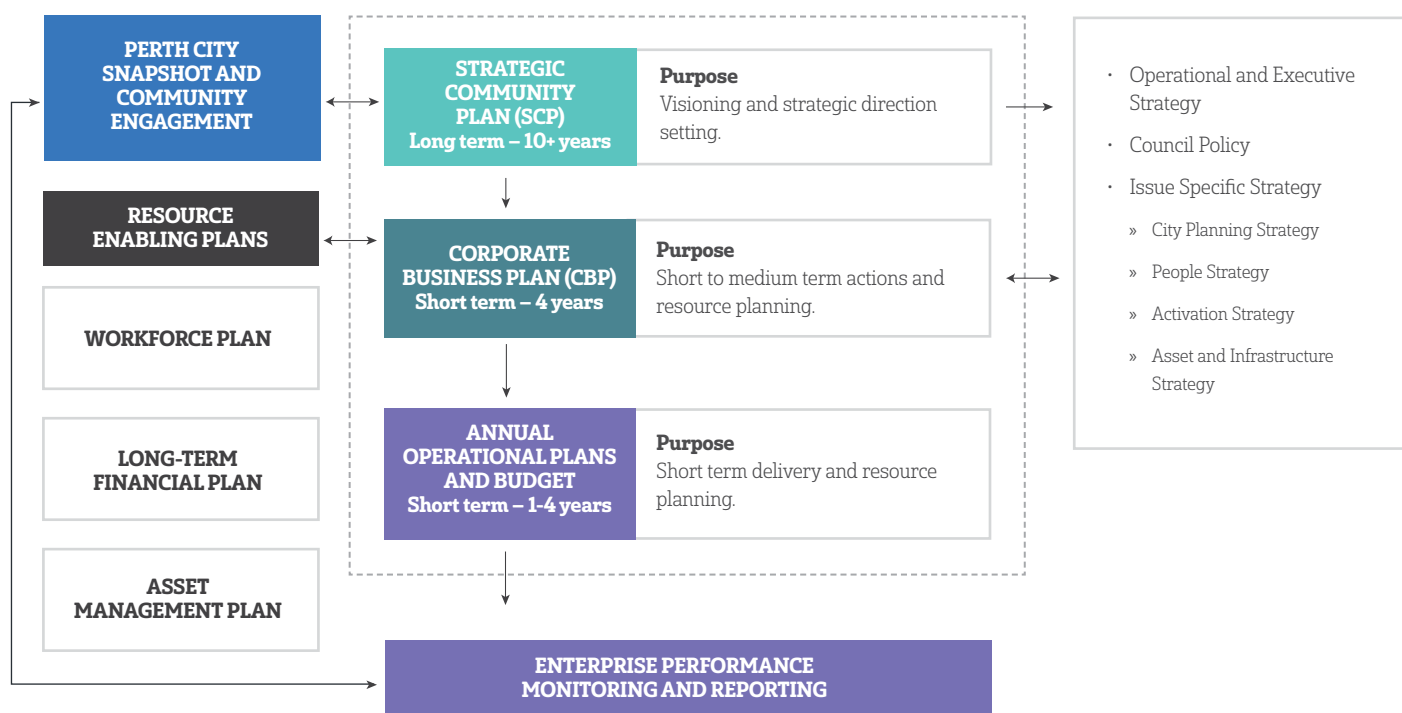 PERTH CITY
SNAPSHOT AND
COMMUNITY
ENGAGEMENT
RESOURCE
ENABLING PLANS
WORKFORCE PLAN
LONG-TERM
FINANCIAL PLAN
ASSET
MANAGEMENT PLAN
STRATEGIC
COMMUNITY
PLAN (SCP)
Long term – 10+ years
Purpose
Visioning and strategic direction
setting.
CORPORATE
BUSINESS PLAN (CBP)
Short term – 4 years
Purpose
Short to medium term actions and
resource planning.
ANNUAL
OPERATIONAL PLANS
AND BUDGET
Short term – 1-4 years
Purpose
Short term delivery and resource
planning.
ENTERPRISE PERFORMANCE
MONITORING AND REPORTING
· Operational and Executive
Strategy
· Council Policy
· Issue Specific Strategy
» City Planning Strategy
» People Strategy
» Activation Strategy
» Asset and Infrastructure
Strategy